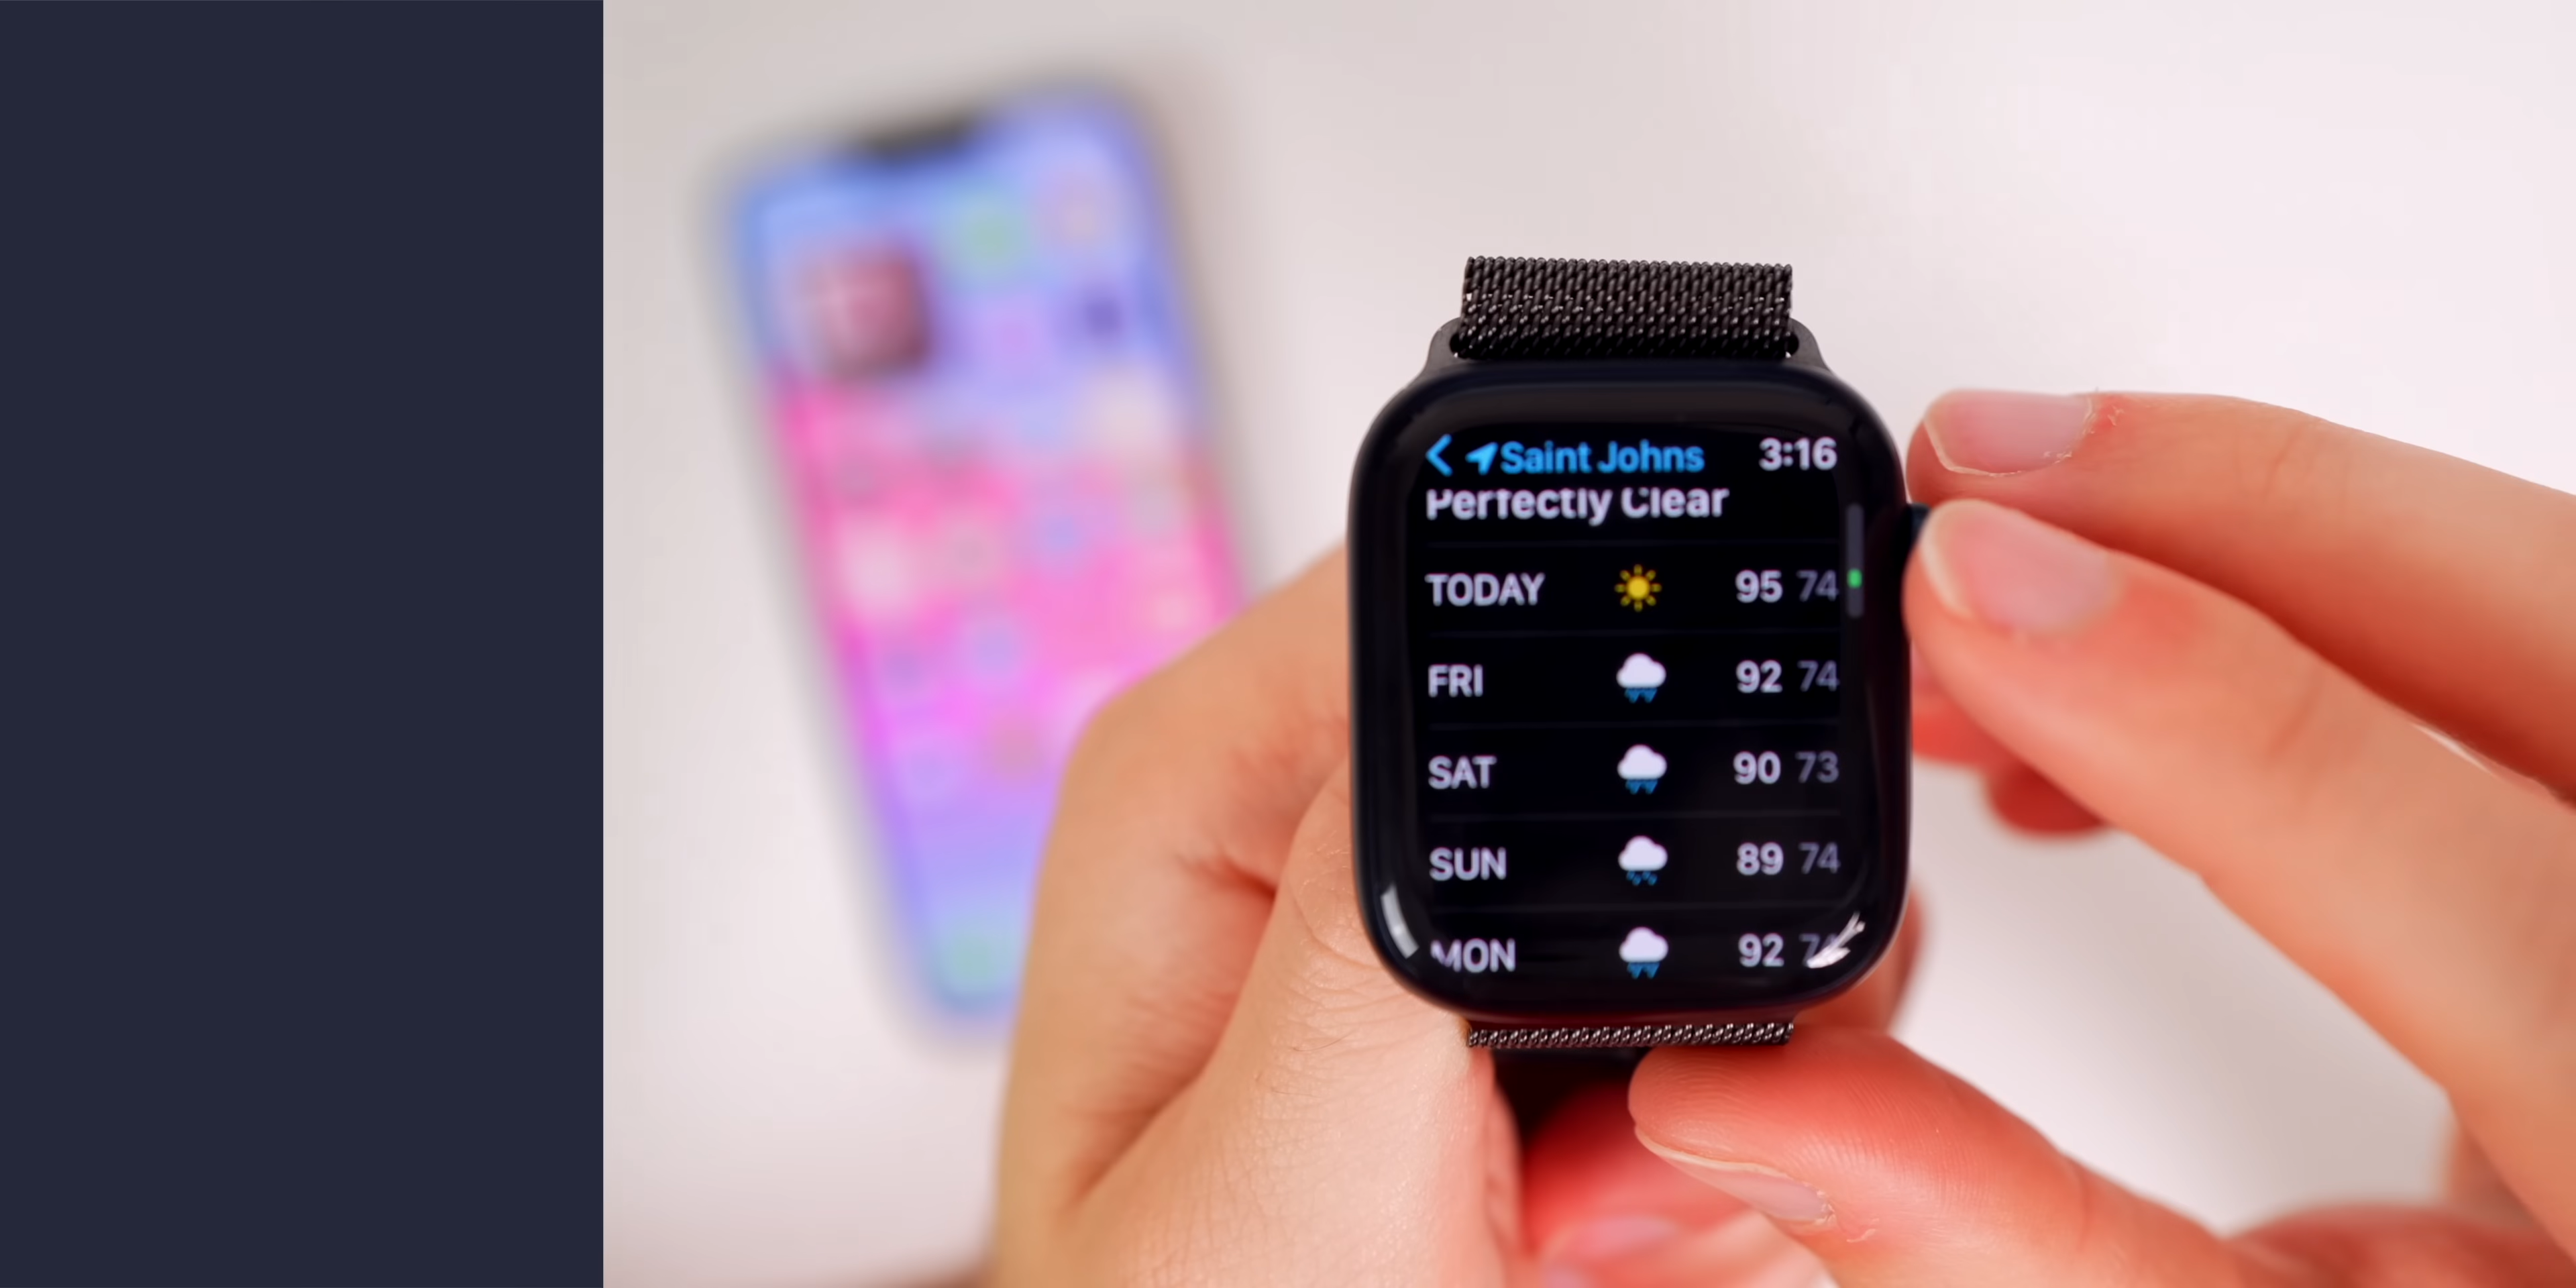 Saint Johns 3:16
Perfectly Clear
TODAY 95 74
FRI 92 74
SAT 90 73
SUN 89 74
MON 92